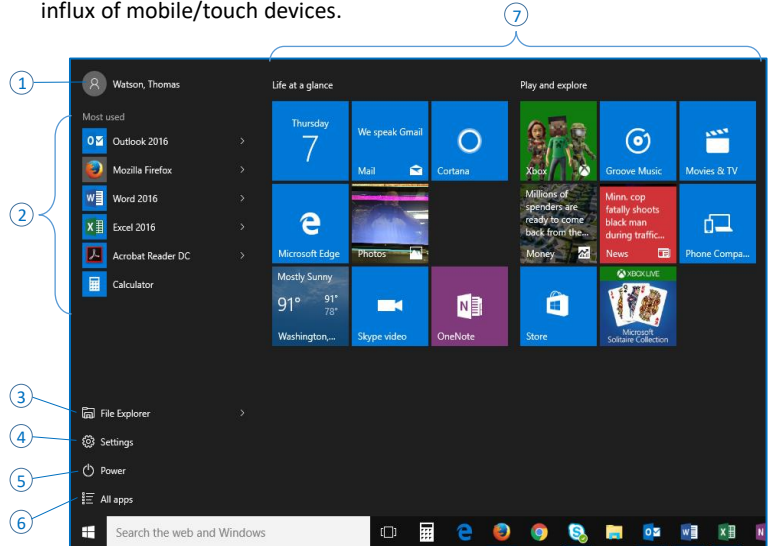 influx of mobile/touch devices.
7
1
Watson, Thomas
Most used
2
Outlook 2016
Mozilla Firefox
Word 2016
Excel 2016
Acrobat Reader DC
Calculator
3
File Explorer
4
Settings
5
Power
6
All apps
Search the web and Windows
Life at a glance
Thursday
7
We speak Gmail
Mail
Cortana
Microsoft Edge
Photos
Mostly Sunny
91°
91°
78°
Washington,...
Skype video
OneNote
Play and explore
Xbox
Groove Music
Movies & TV
Millions of
spenders are
ready to come
back from the...
Money
Minn. cop
fatally shoots
black man
during traffic...
News
Phone Compa...
Store
XBOX LIVE
Microsoft
Solitaire Collection